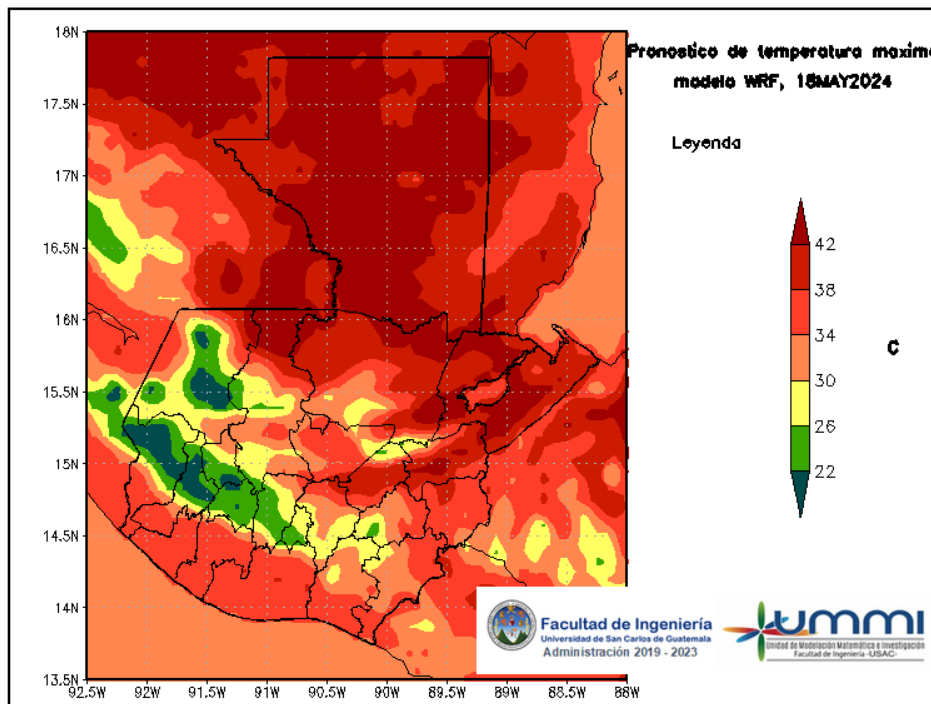 18N
17.5N
17N
16.5N
16N
15.5N
15N
14.5N
14N
13.5N
92.5W
92W
91.5W
91W
90.5W
90W
89.5W
89W
88.5W
88W
Pronostico de temperatura maxim
modelo WRF, 18MAY2024
Leyenda
42
38
34
30
26
22
C
Facultad de Ingeniería
Universidad de San Carlos de Guatemala
Administración 2019 - 2023
ummi
Unidad de Modelación Matemática e Investigación
Facultad de Ingeniería -USAC-